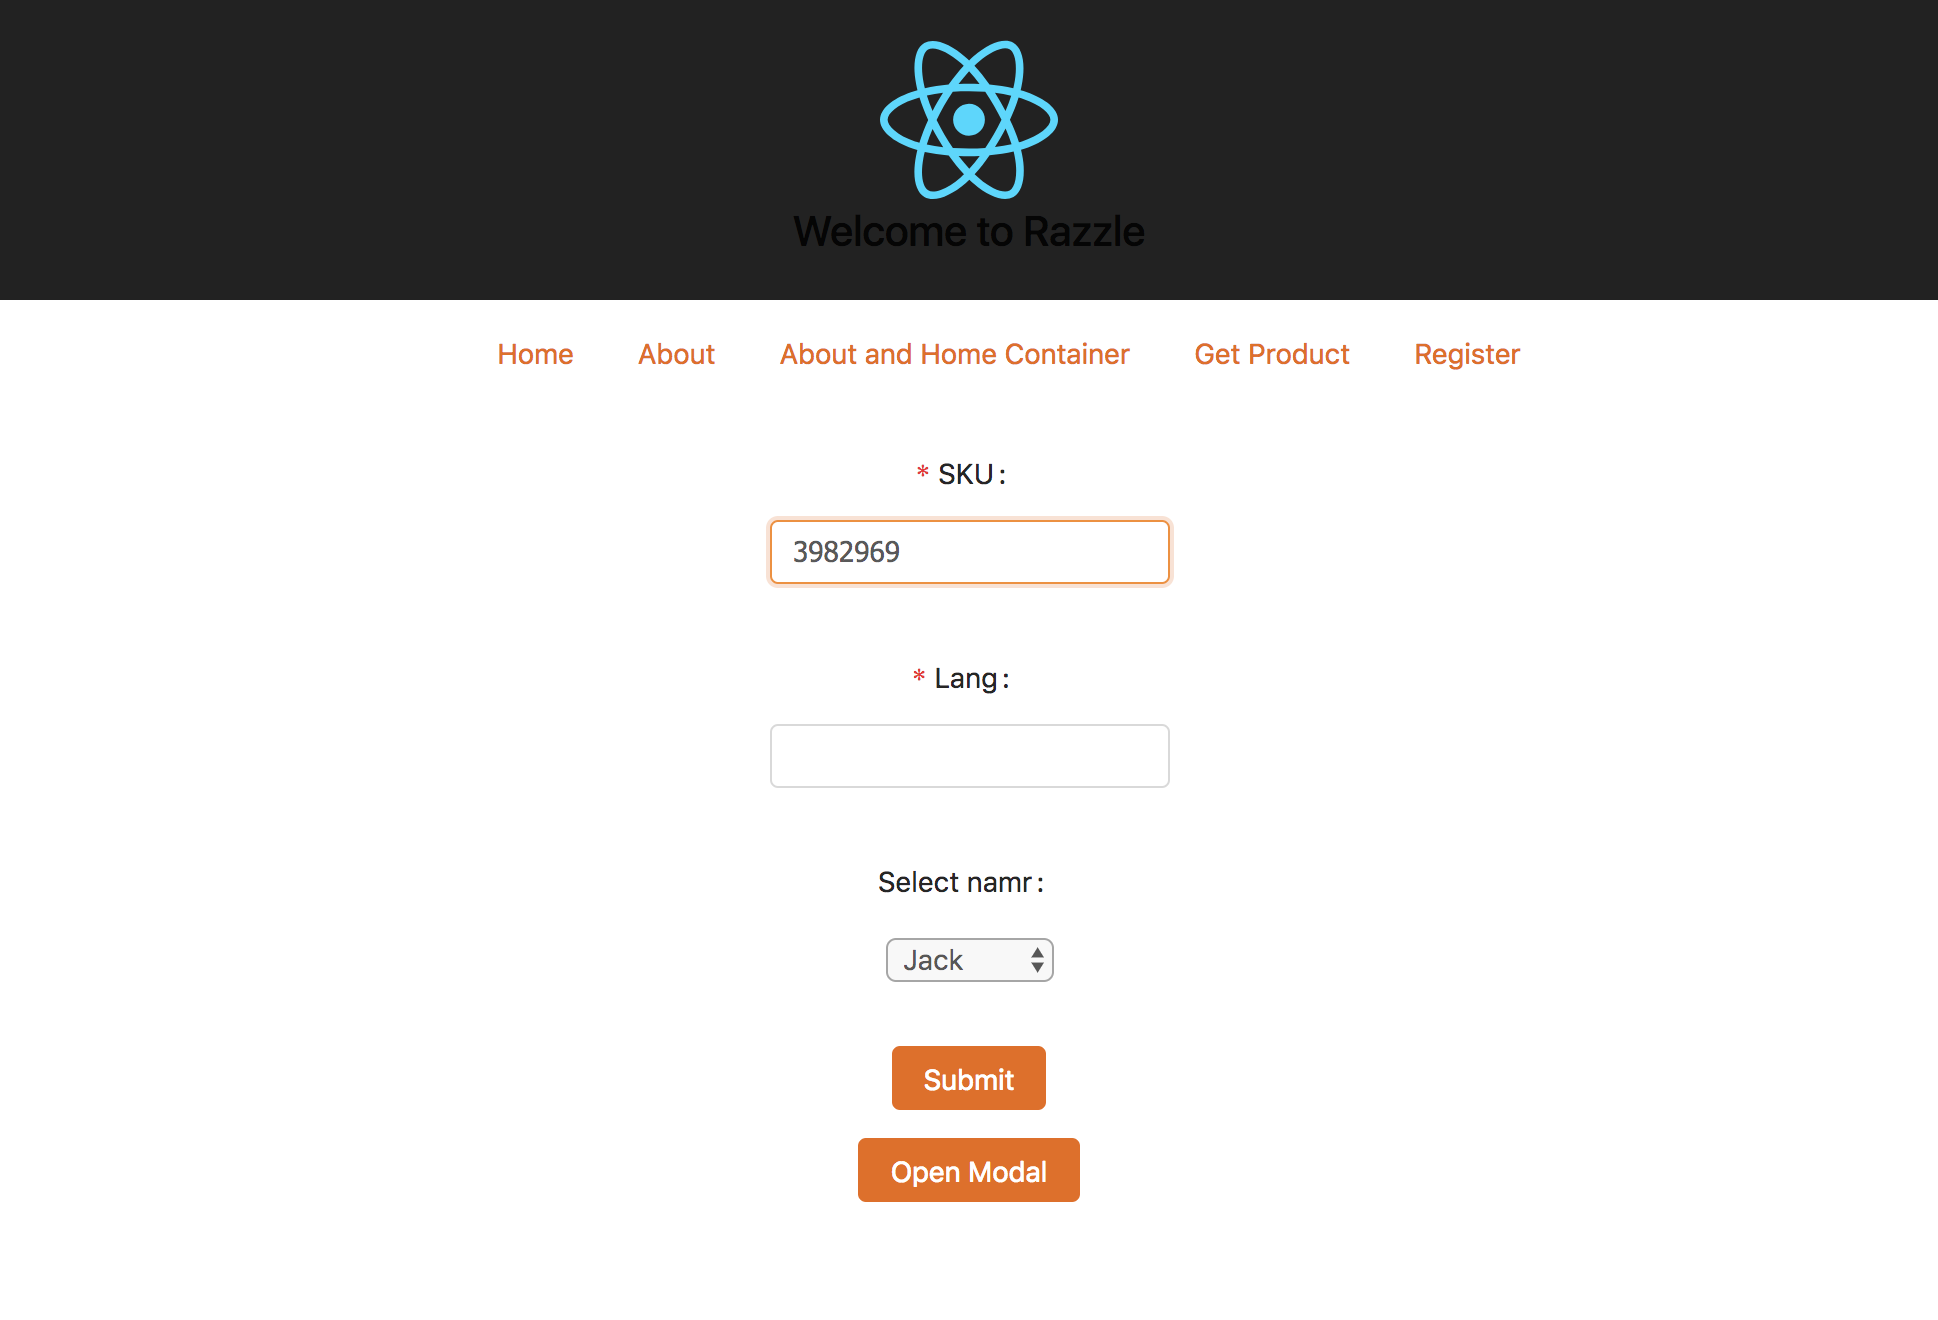 Welcome to Razzle
Home About About and Home Container Get Product Register
* SKU:
3982969
* Lang:
Select namr:
Jack
Submit
Open Modal